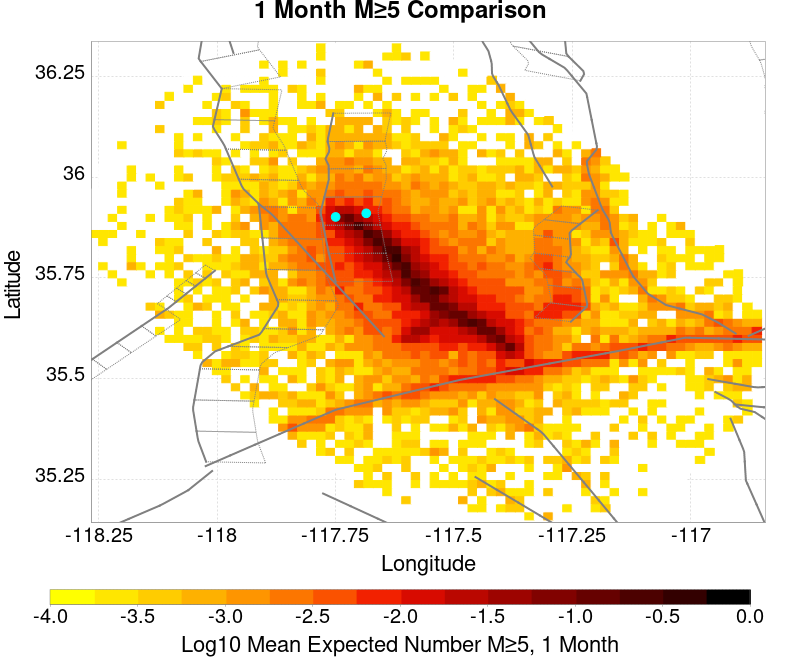 1 Month M≥5 Comparison
36.25
36
35.75
35.5
35.25
Latitude
-118.25 -118 -117.75 -117.5 -117.25 -117
Longitude
-4.0 -3.5 -3.0 -2.5 -2.0 -1.5 -1.0 -0.5 0.0
Log10 Mean Expected Number M≥5, 1 Month